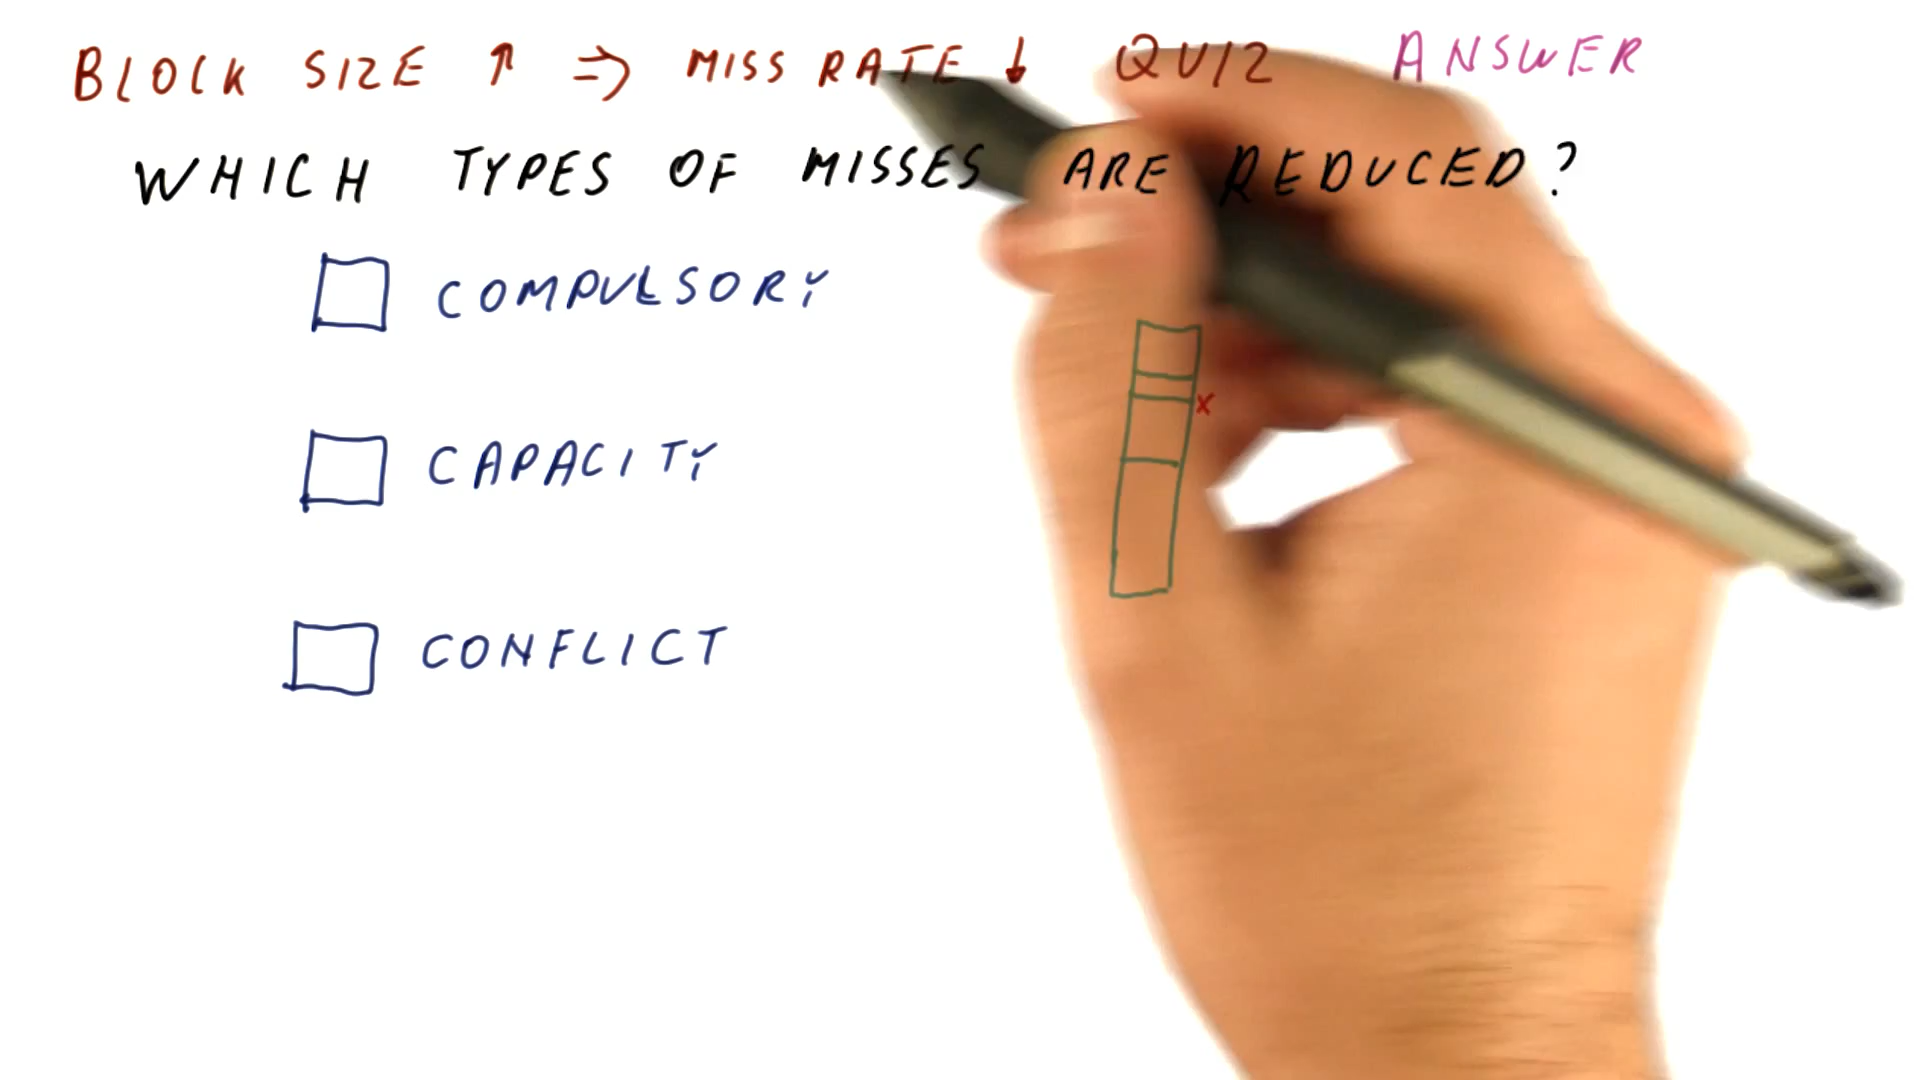 BLOCK SIZE ↑ ⇒ MISS RATE ↓ QUIZ ANSWER
WHICH TYPES OF MISSES ARE REDUCED?
COMPULSORY
CAPACITY
x
CONFLICT